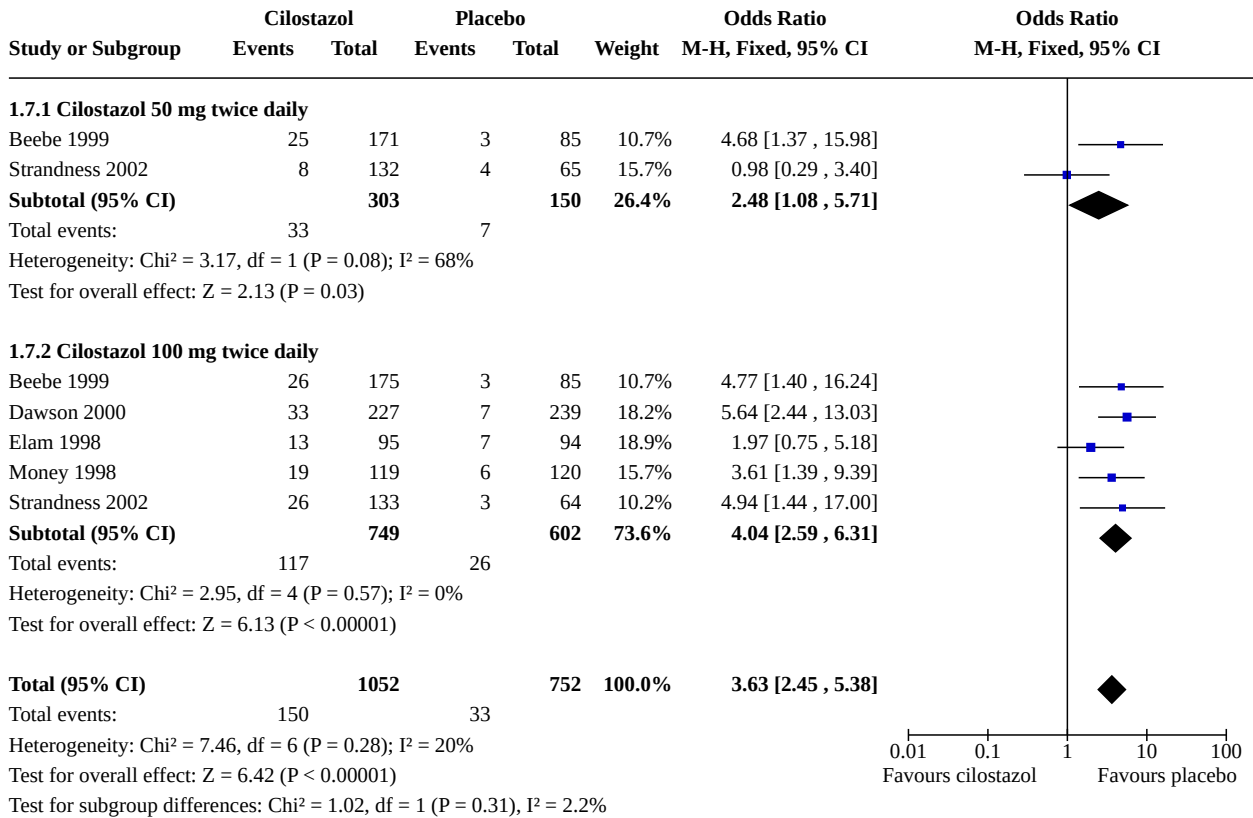 Cilostazol Placebo Odds Ratio Odds Ratio
Study or Subgroup Events Total Events Total Weight M-H, Fixed, 95% CI M-H, Fixed, 95% CI
1.7.1 Cilostazol 50 mg twice daily
Beebe 1999 25 171 3 85 10.7% 4.68 [1.37 , 15.98]
Strandness 2002 8 132 4 65 15.7% 0.98 [0.29 , 3.40]
Subtotal (95% CI) 303 150 26.4% 2.48 [1.08 , 5.71]
Total events: 33 7
Heterogeneity: Chi² = 3.17, df = 1 (P = 0.08); I² = 68%
Test for overall effect: Z = 2.13 (P = 0.03)
1.7.2 Cilostazol 100 mg twice daily
Beebe 1999 26 175 3 85 10.7% 4.77 [1.40 , 16.24]
Dawson 2000 33 227 7 239 18.2% 5.64 [2.44 , 13.03]
Elam 1998 13 95 7 94 18.9% 1.97 [0.75 , 5.18]
Money 1998 19 119 6 120 15.7% 3.61 [1.39 , 9.39]
Strandness 2002 26 133 3 64 10.2% 4.94 [1.44 , 17.00]
Subtotal (95% CI) 749 602 73.6% 4.04 [2.59 , 6.31]
Total events: 117 26
Heterogeneity: Chi² = 2.95, df = 4 (P = 0.57); I² = 0%
Test for overall effect: Z = 6.13 (P < 0.00001)
Total (95% CI) 1052 752 100.0% 3.63 [2.45 , 5.38]
Total events: 150 33
Heterogeneity: Chi² = 7.46, df = 6 (P = 0.28); I² = 20%
0.01 0.1 1 10 100
Test for overall effect: Z = 6.42 (P < 0.00001)
Favours cilostazol Favours placebo
Test for subgroup differences: Chi² = 1.02, df = 1 (P = 0.31), I² = 2.2%